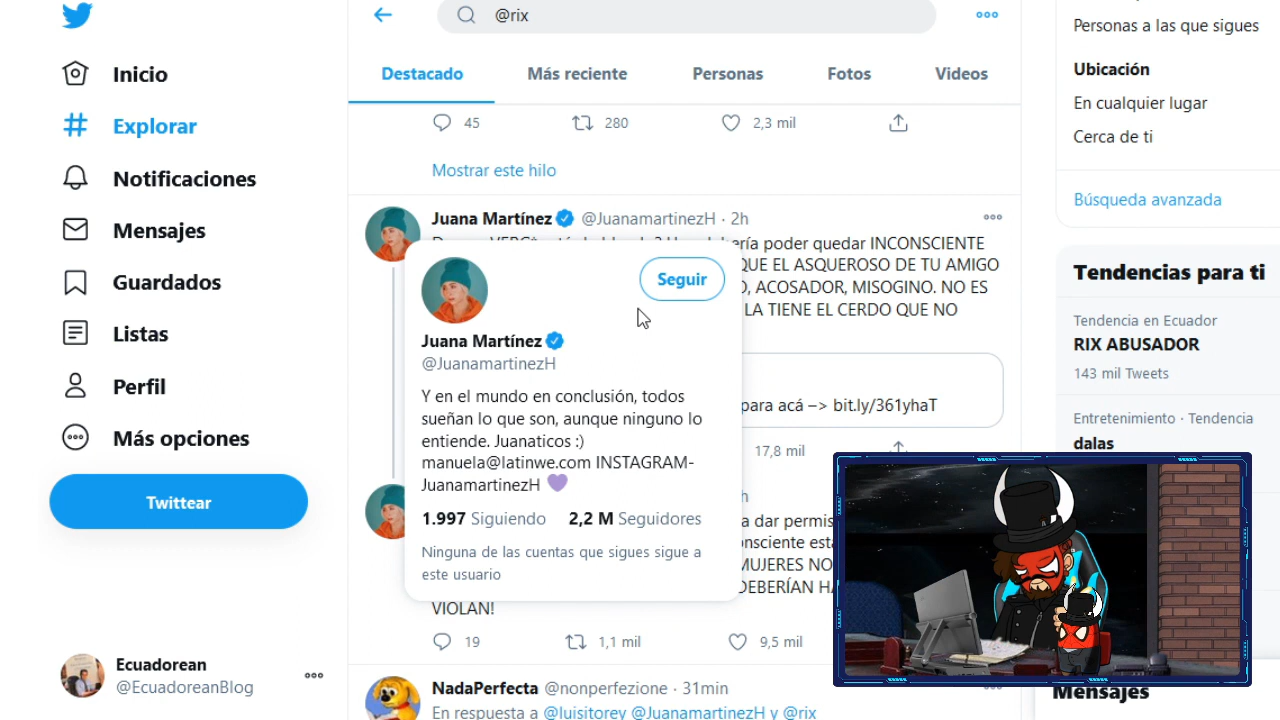 @rix
Inicio
Explorar
Notificaciones
Mensajes
Guardados
Listas
Perfil
Más opciones
Twittear
Ecuadorean
@EcuadoreanBlog
Destacado
Más reciente
Personas
Fotos
Videos
45
280
2,3 mil
Mostrar este hilo
Juana Martínez @JuanamartinezH · 2h
poder quedar INCONSCIENTE
QUE EL ASQUEROSO DE TU AMIGO
ACOSADOR, MISOGINO. NO ES
LA TIENE EL CERDO QUE NO
para acá –> bit.ly/361yhaT
17,8 mil
Seguir
Juana Martínez
@JuanamartinezH
Y en el mundo en conclusión, todos
sueñan lo que son, aunque ninguno lo
entiende. Juanaticos :)
manuela@latinwe.com INSTAGRAM-
JuanamartinezH 💜
1.997 Siguiendo 2,2 M Seguidores
Ninguna de las cuentas que sigues sigue a
este usuario
a dar
MUJERES NO
VIOLAN!
19
1,1 mil
9,5 mil
NadaPerfecta @nonperfezione · 31min
En respuesta a @luisitorey @JuanamartinezH y @rix
Personas a las que sigues
Ubicación
En cualquier lugar
Cerca de ti
Búsqueda avanzada
Tendencias para ti
Tendencia en Ecuador
RIX ABUSADOR
143 mil Tweets
Entretenimiento · Tendencia
dalas
Mensajes